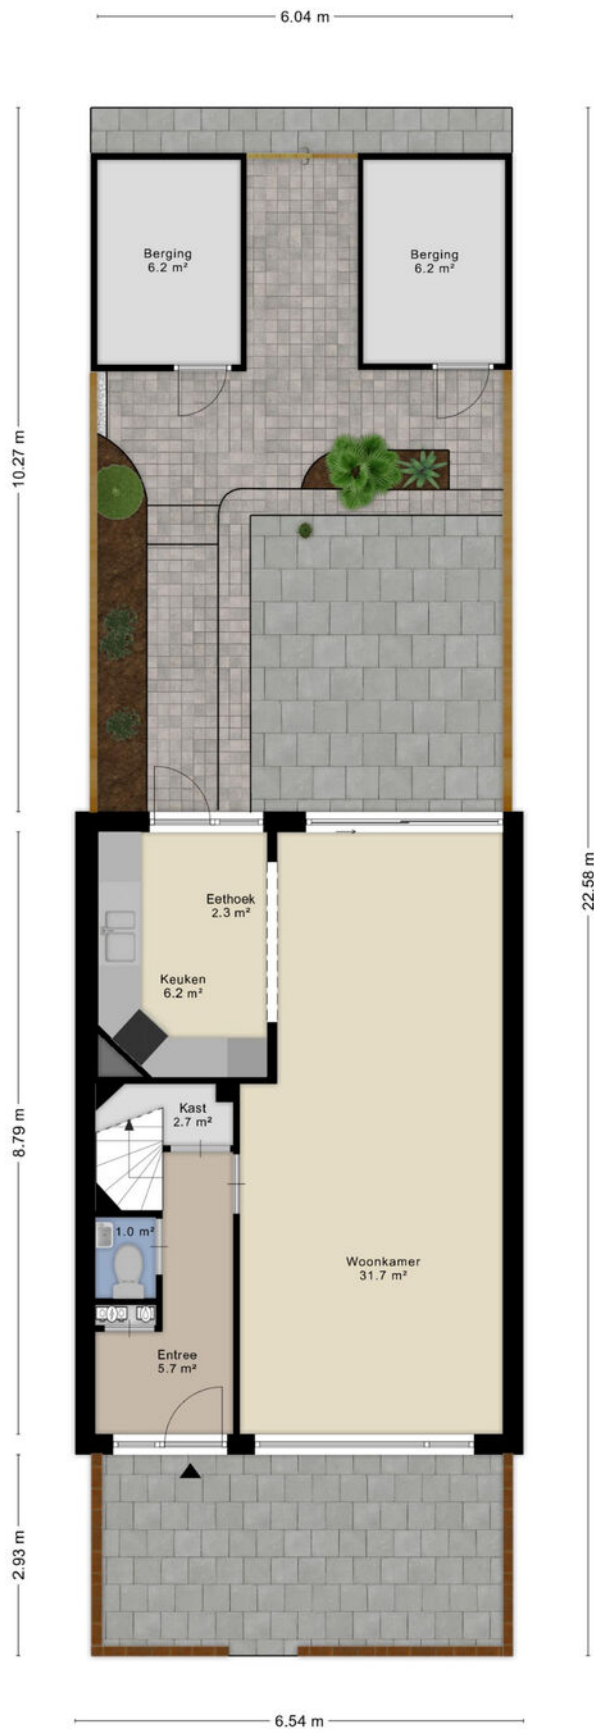 6.04 m
Berging
6.2 m²
Berging
6.2 m²
10.27 m
22.58 m
Eethoek
2.3 m²
Keuken
6.2 m²
Kast
2.7 m²
8.79 m
1.0 m²
Woonkamer
31.7 m²
Entree
5.7 m²
2.93 m
6.54 m